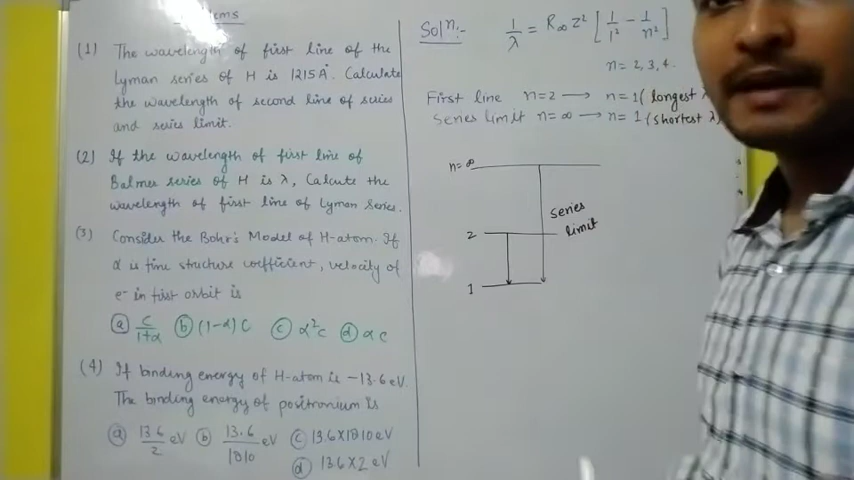 (1) The wavelength of first line of the
Lyman series of H is 1215A°. Calculate
the wavelength of second line of series
and series limit.
(2) If the wavelength of first line of
Balmer series of H is λ, Calcute the
wavelength of first line of Lyman series.
(3) Consider the Bohr's Model of H-atom. If
α is fine structure coefficient, velocity of
e⁻ in first orbit is
(a) C/1+α (b) (1-α)C (c) α²c (d) αc
(4) If binding energy of H-atom is -13.6 eV.
The binding energy of positronium is
(a) 13.6/2 eV (b) 13.6/1810 eV (c) 13.6×1810 eV
(d) 13.6×2 eV
Solⁿ:- 1/λ = R∞ Z² [1/1² - 1/n²]
n = 2, 3, 4.
First line n=2 → n=1 (longest λ
Series limit n=∞ → n=1 (shortest λ)
n=∞
series
limit
2
1